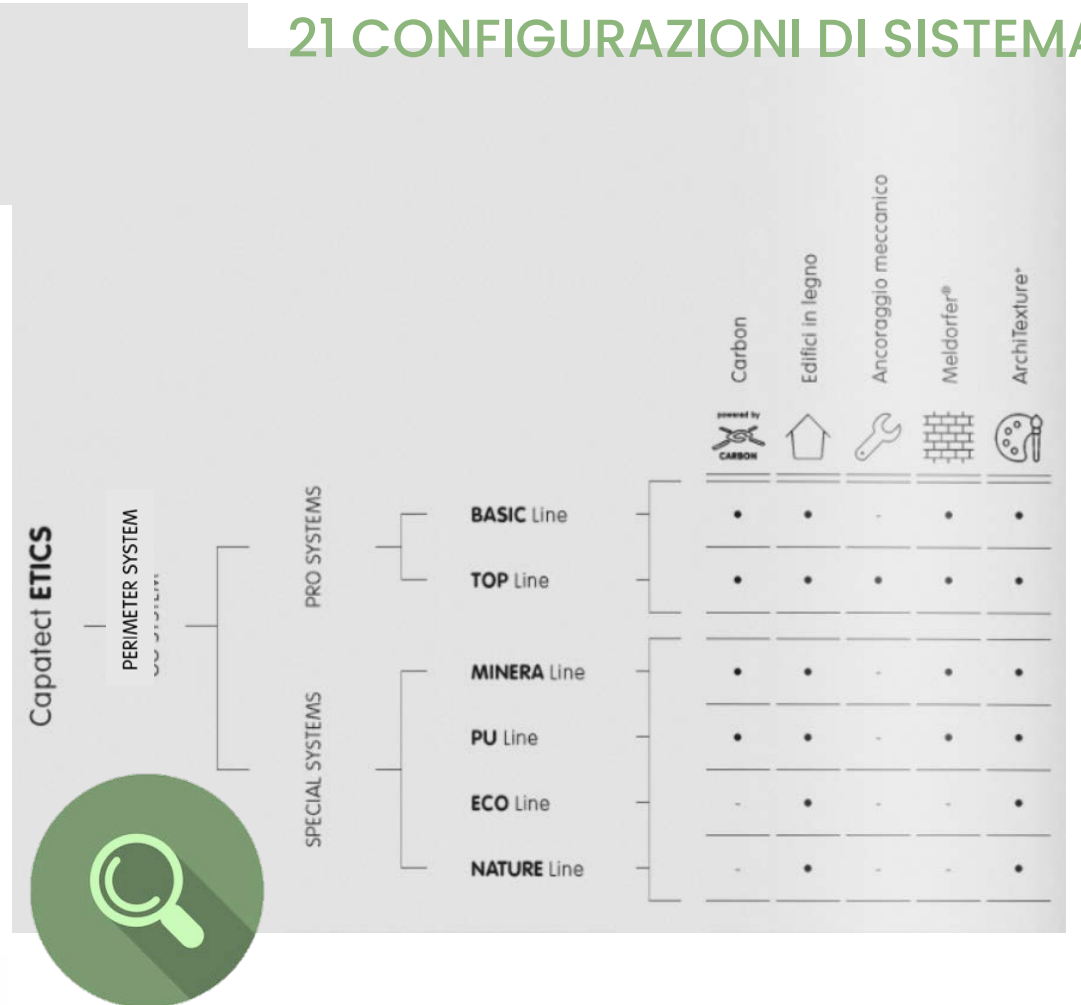 21 CONFIGURAZIONI DI SISTEMA
Capatect ETICS
PERIMETER SYSTEM
PRO SYSTEMS
SPECIAL SYSTEMS
Carbon
Edifici in legno
Ancoraggio meccanico
Meldorfer®
ArchiTexture+
powered by
CARBON
BASIC Line • • - • •
TOP Line • • • • •
MINERA Line • • - • •
PU Line • • - • •
ECO Line - • - - •
NATURE Line - • - - •